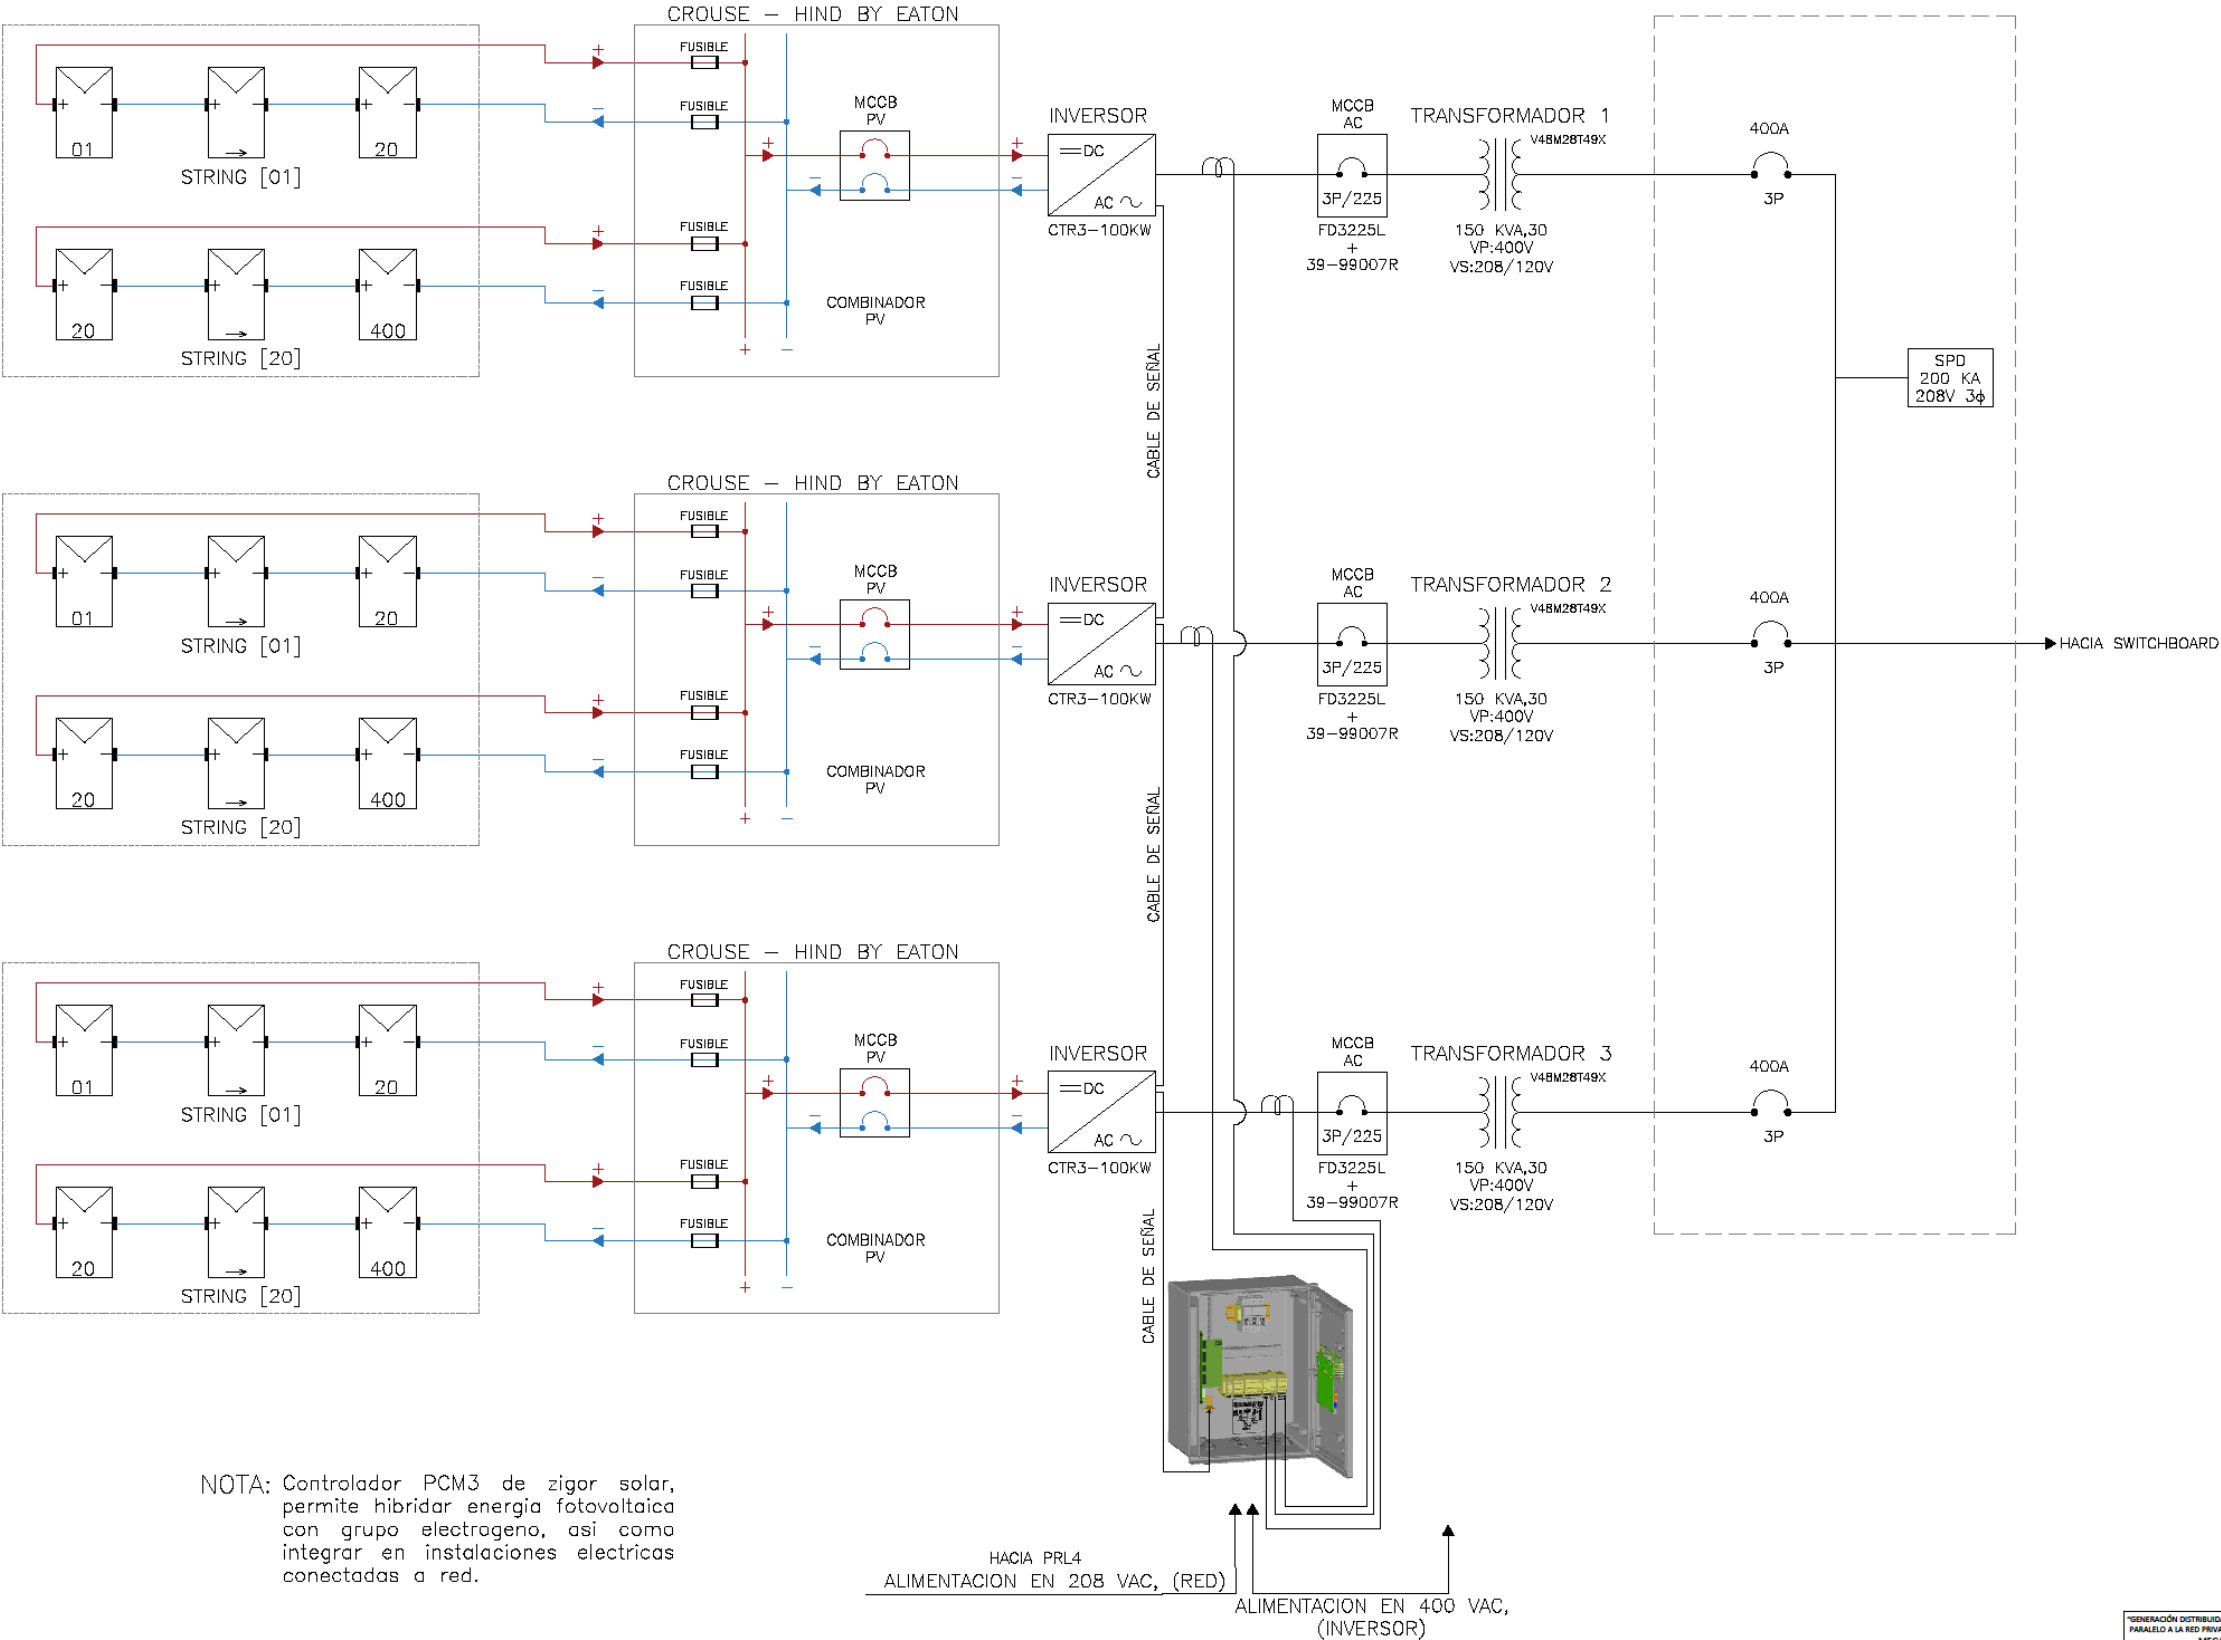 CROUSE – HIND BY EATON
FUSIBLE
FUSIBLE
FUSIBLE
FUSIBLE
+
–
+
–
+ –
+ –
+ –
01
20
STRING [01]
+ –
+ –
+ –
20
400
STRING [20]
MCCB
PV
+
–
COMBINADOR
PV
+ –
+
–
INVERSOR
DC
AC
CTR3–100KW
MCCB
AC
3P/225
FD3225L
+
39–99007R
TRANSFORMADOR 1
V48M28T49X
150 KVA,30
VP:400V
VS:208/120V
400A
3P
SPD
200 KA
208V 3ϕ
CABLE DE SEÑAL
CROUSE – HIND BY EATON
FUSIBLE
FUSIBLE
FUSIBLE
FUSIBLE
+
–
+
–
+ –
+ –
+ –
01
20
STRING [01]
+ –
+ –
+ –
20
400
STRING [20]
MCCB
PV
+
–
COMBINADOR
PV
+ –
+
–
INVERSOR
DC
AC
CTR3–100KW
MCCB
AC
3P/225
FD3225L
+
39–99007R
TRANSFORMADOR 2
V48M28T49X
150 KVA,30
VP:400V
VS:208/120V
400A
3P
HACIA SWITCHBOARD
CABLE DE SEÑAL
CROUSE – HIND BY EATON
FUSIBLE
FUSIBLE
FUSIBLE
FUSIBLE
+
–
+
–
+ –
+ –
+ –
01
20
STRING [01]
+ –
+ –
+ –
20
400
STRING [20]
MCCB
PV
+
–
COMBINADOR
PV
+ –
+
–
INVERSOR
DC
AC
CTR3–100KW
MCCB
AC
3P/225
FD3225L
+
39–99007R
TRANSFORMADOR 3
V48M28T49X
150 KVA,30
VP:400V
VS:208/120V
400A
3P
CABLE DE SEÑAL
NOTA: Controlador PCM3 de zigor solar,
permite hibridar energia fotovoltaica
con grupo electrogeno, asi como
integrar en instalaciones electricas
conectadas a red.
HACIA PRL4
ALIMENTACION EN 208 VAC, (RED)
ALIMENTACION EN 400 VAC,
(INVERSOR)
"GENERACIÓN DISTRIBUID
PARALELO A LA RED PRIVA